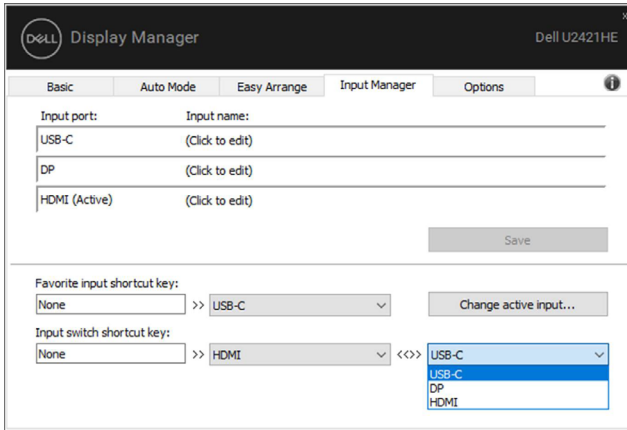 DELL Display Manager Dell U2421HE
Basic Auto Mode Easy Arrange Input Manager Options
Input port: Input name:
USB-C (Click to edit)
DP (Click to edit)
HDMI (Active) (Click to edit)
Save
Favorite input shortcut key:
None >> USB-C Change active input...
Input switch shortcut key:
None >> HDMI <<>> USB-C
USB-C
DP
HDMI